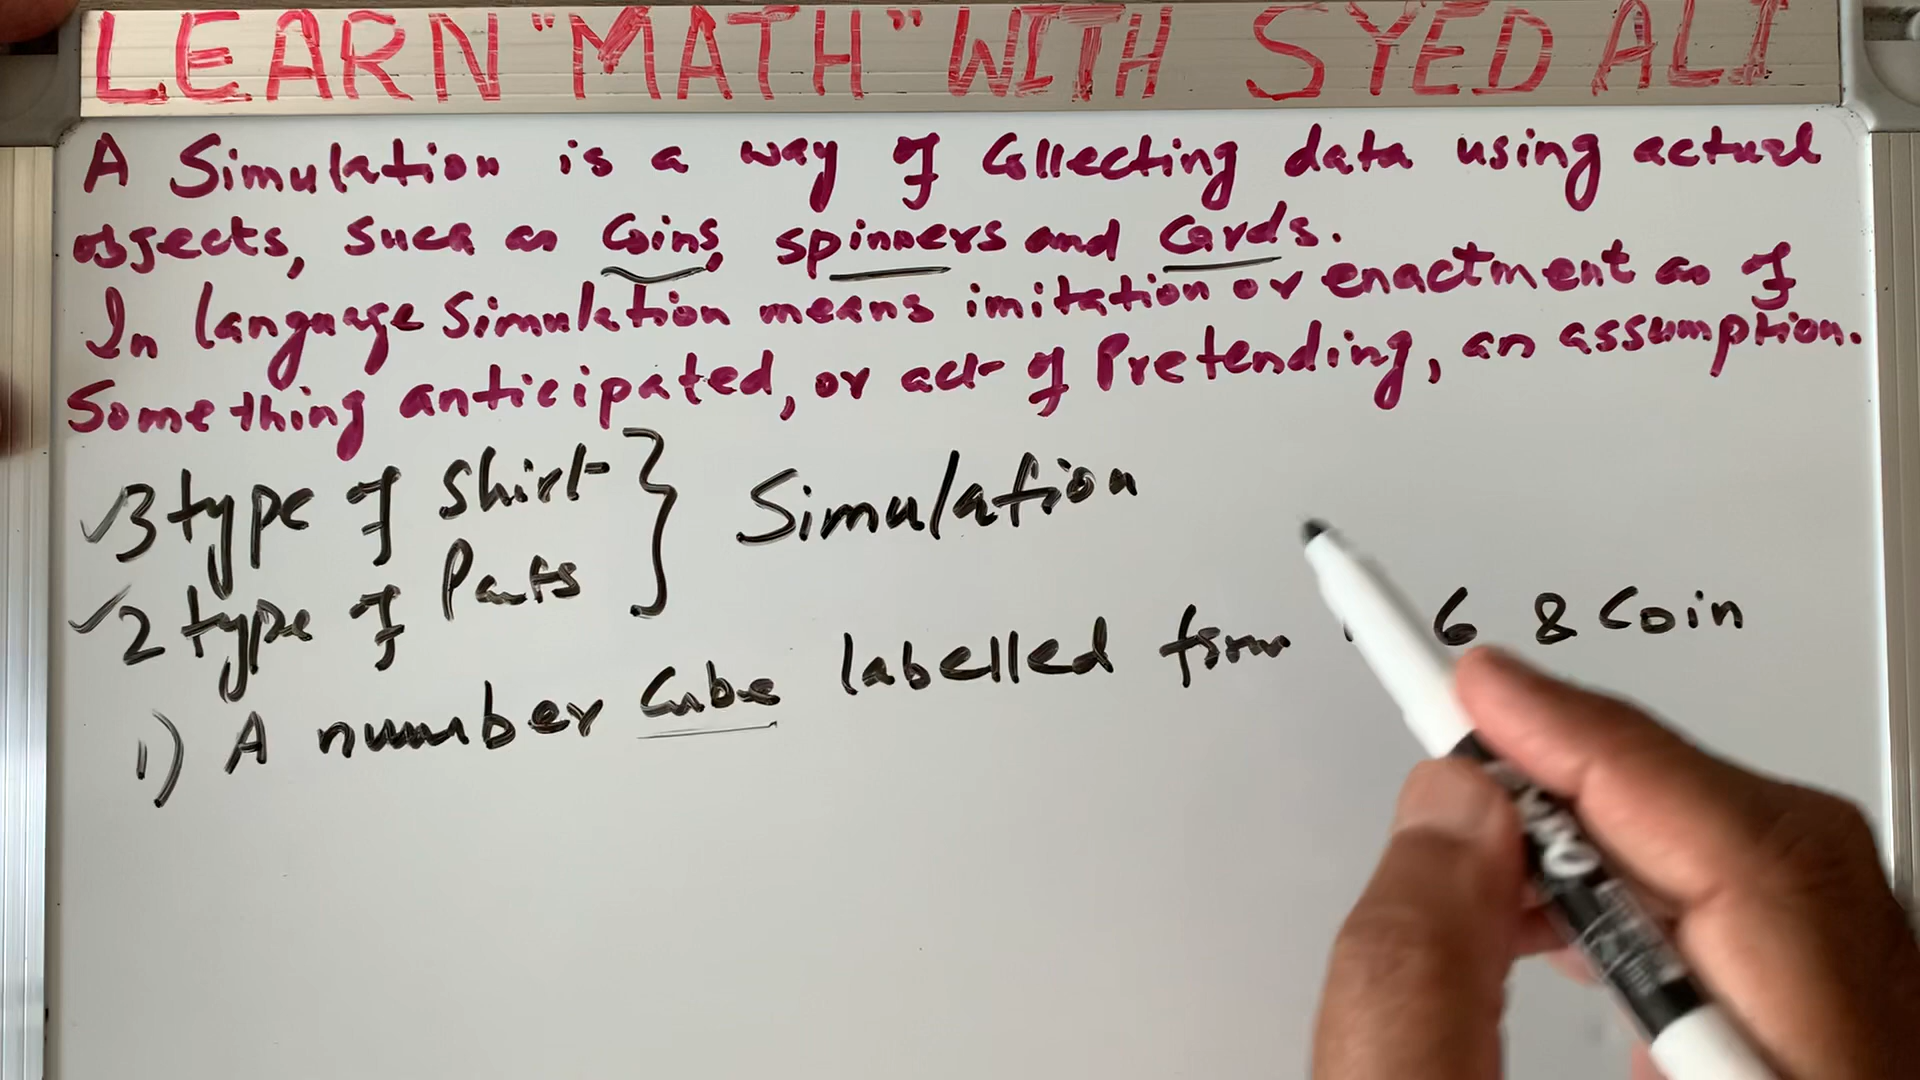 LEARN "MATH" WITH SYED ALI
A Simulation is a way of Collecting data using actual
objects, such as Coins, spinners and Cards.
In language Simulation means imitation or enactment as of
Something anticipated, or act of Pretending, an assumption.
3 type of Shirt
2 type of Pants
Simulation
1) A number Cube labelled from 6 & Coin